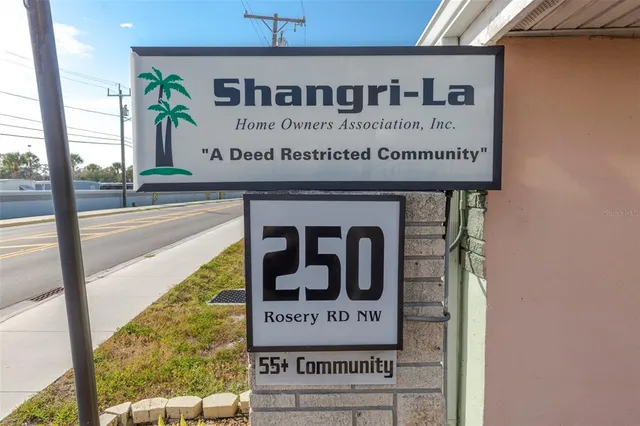 Shangri-La
Home Owners Association, Inc.
"A Deed Restricted Community"
250
Rosery RD NW
55+ Community